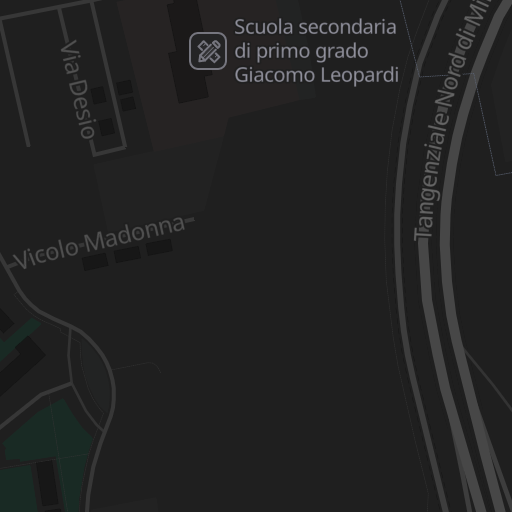 Scuola secondaria
di primo grado
Giacomo Leopardi
Via Desio
Tangenziale Nord di Mi
Vicolo Madonna